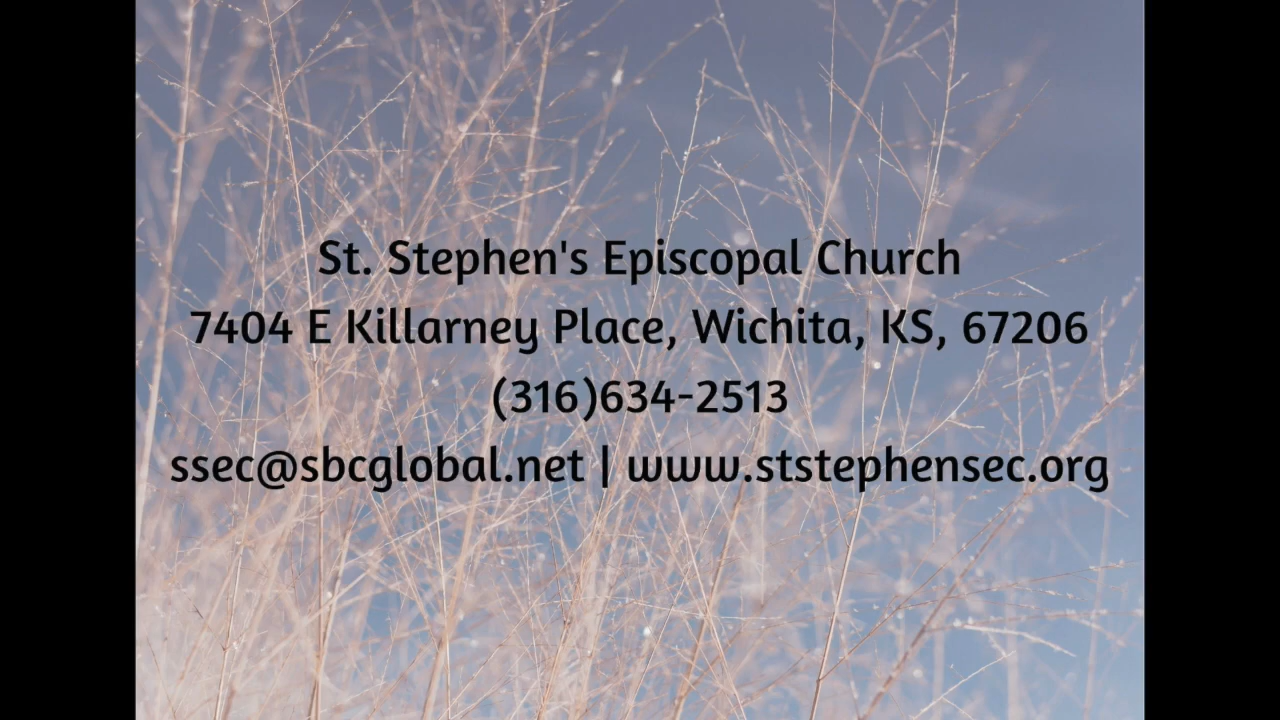 St. Stephen's Episcopal Church
7404 E Killarney Place, Wichita, KS, 67206
(316)634-2513
ssec@sbcglobal.net | www.ststephensec.org